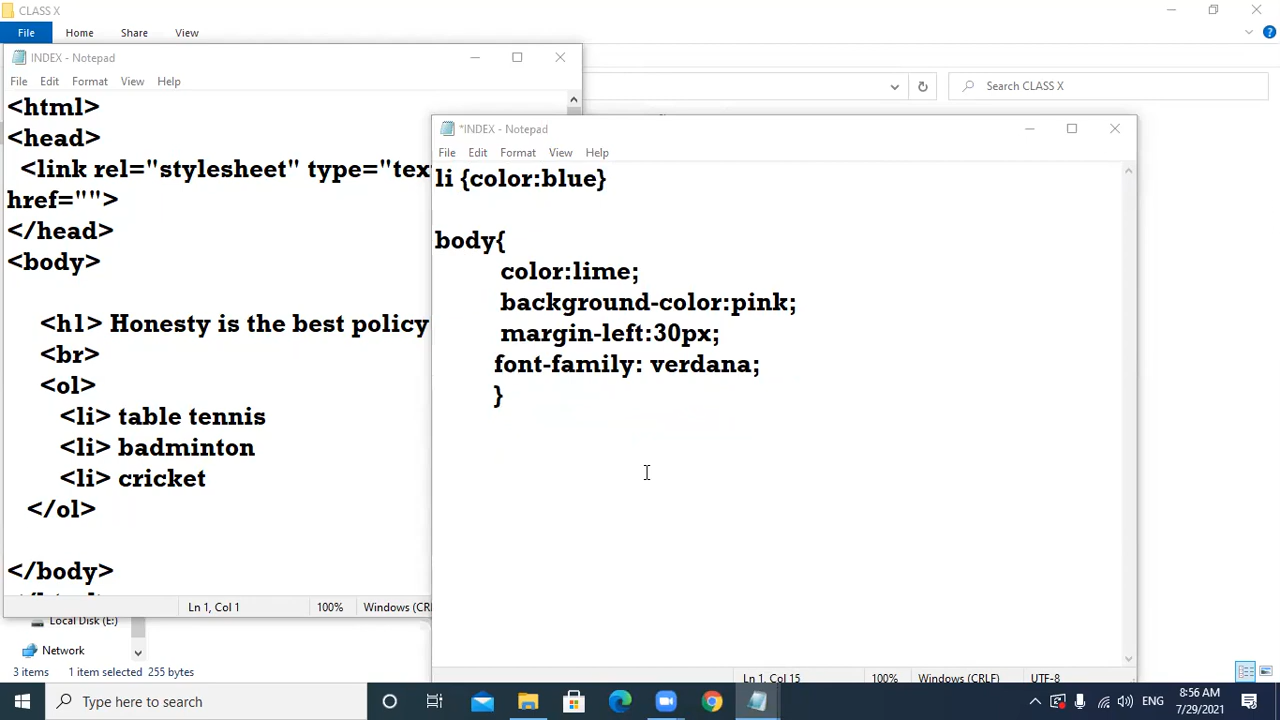 CLASS X
File Home Share View
Search CLASS X
INDEX - Notepad
File Edit Format View Help
<html>
<head>
<link rel="stylesheet" type="tex
href="">
</head>
<body>
<h1> Honesty is the best policy
<br>
<ol>
<li> table tennis
<li> badminton
<li> cricket
</ol>
</body>
Ln 1, Col 1 100% Windows (CRL
*INDEX - Notepad
File Edit Format View Help
li {color:blue}
body{
color:lime;
background-color:pink;
margin-left:30px;
font-family: verdana;
}
Ln 1, Col 15 100% Windows (CRLF) UTF-8
Local Disk (E:)
Network
3 items 1 item selected 255 bytes
Type here to search
ENG
8:56 AM
7/29/2021